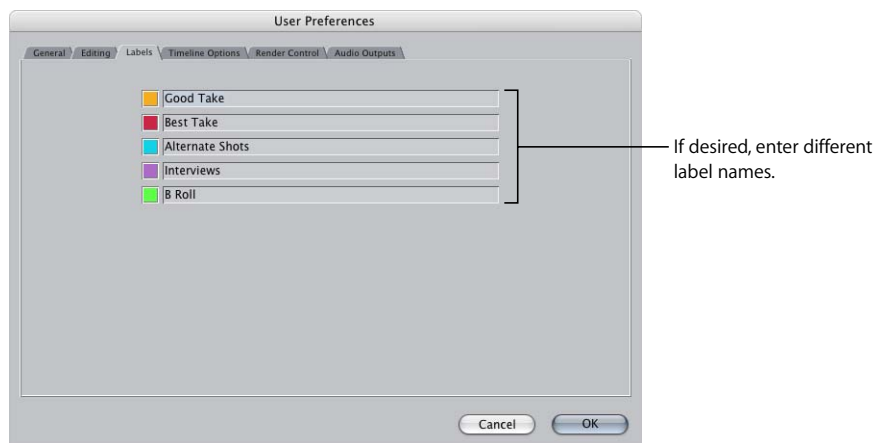 User Preferences
General Editing Labels Timeline Options Render Control Audio Outputs
Good Take
Best Take
Alternate Shots
Interviews
B Roll
If desired, enter different
label names.
Cancel OK